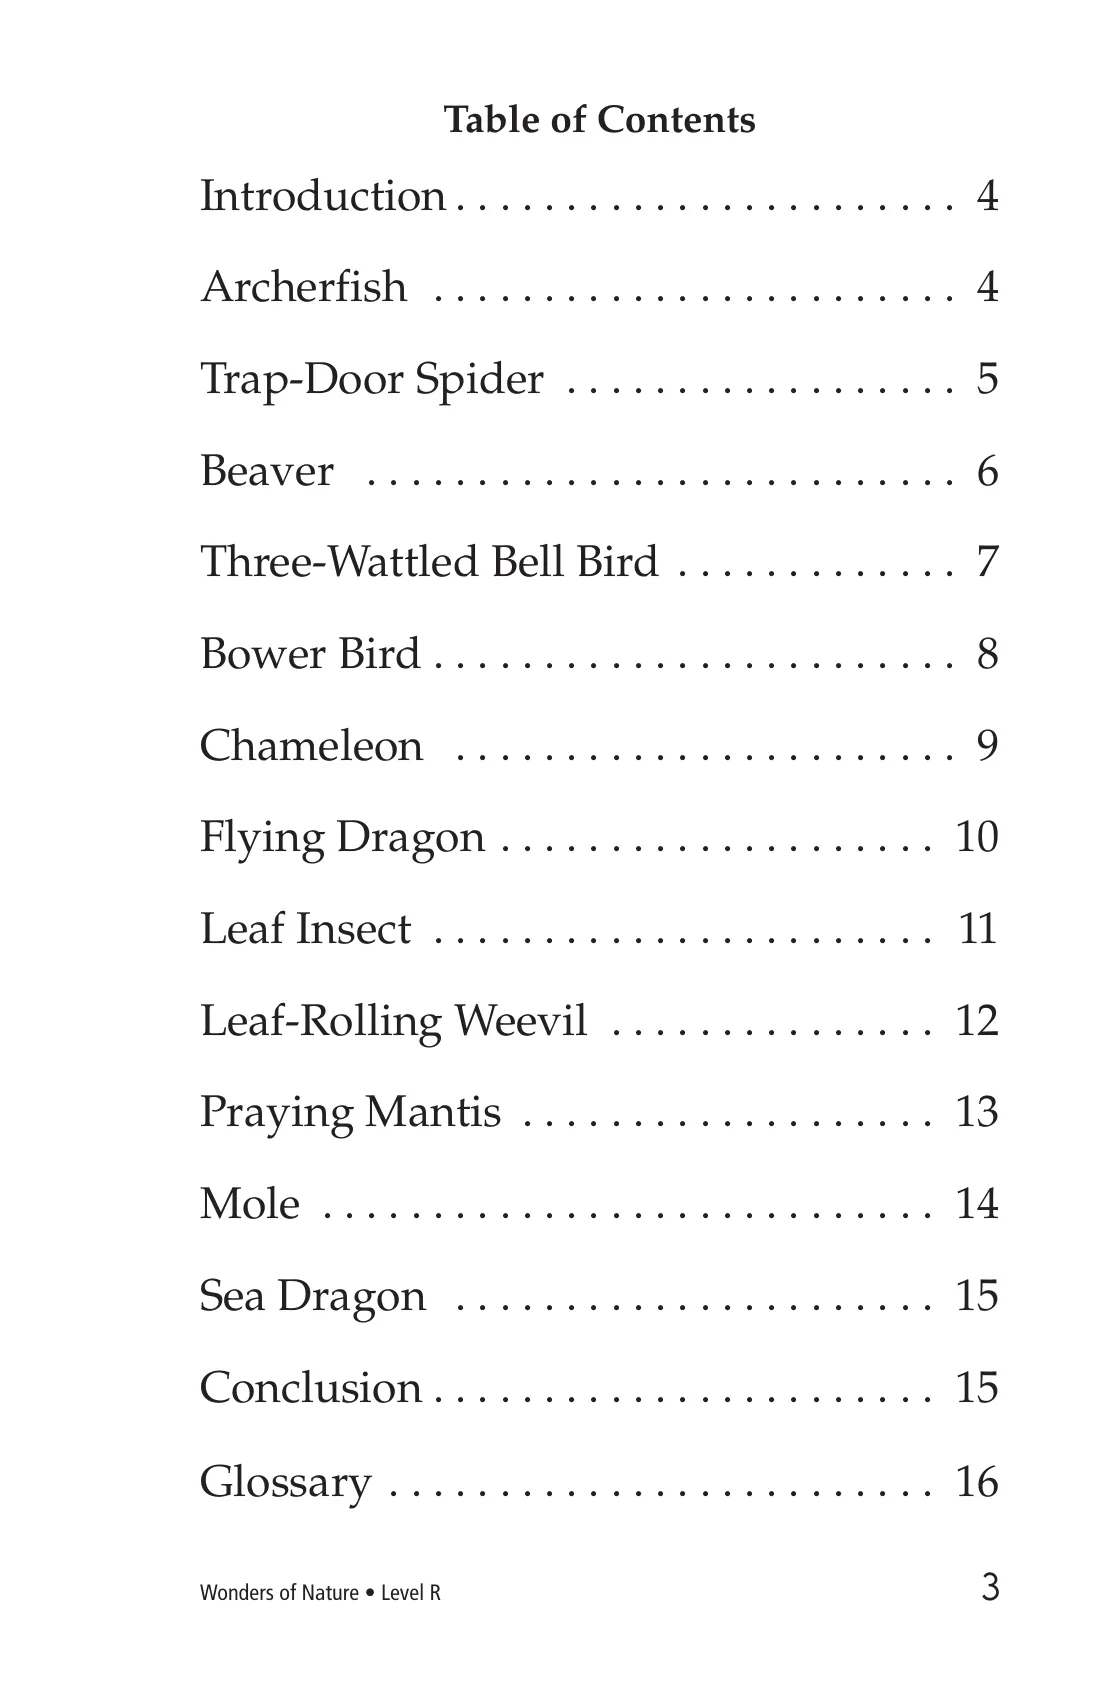 Table of Contents
Introduction . . . . . . . . . . . . . . . . . . . . . . . 4
Archerfish . . . . . . . . . . . . . . . . . . . . . . . . 4
Trap-Door Spider . . . . . . . . . . . . . . . . . . 5
Beaver . . . . . . . . . . . . . . . . . . . . . . . . . . . 6
Three-Wattled Bell Bird . . . . . . . . . . . . . 7
Bower Bird . . . . . . . . . . . . . . . . . . . . . . . . 8
Chameleon . . . . . . . . . . . . . . . . . . . . . . . 9
Flying Dragon . . . . . . . . . . . . . . . . . . . . 10
Leaf Insect . . . . . . . . . . . . . . . . . . . . . . . 11
Leaf-Rolling Weevil . . . . . . . . . . . . . . . 12
Praying Mantis . . . . . . . . . . . . . . . . . . . 13
Mole . . . . . . . . . . . . . . . . . . . . . . . . . . . . 14
Sea Dragon . . . . . . . . . . . . . . . . . . . . . . 15
Conclusion . . . . . . . . . . . . . . . . . . . . . . . 15
Glossary . . . . . . . . . . . . . . . . . . . . . . . . . 16
Wonders of Nature • Level R 3